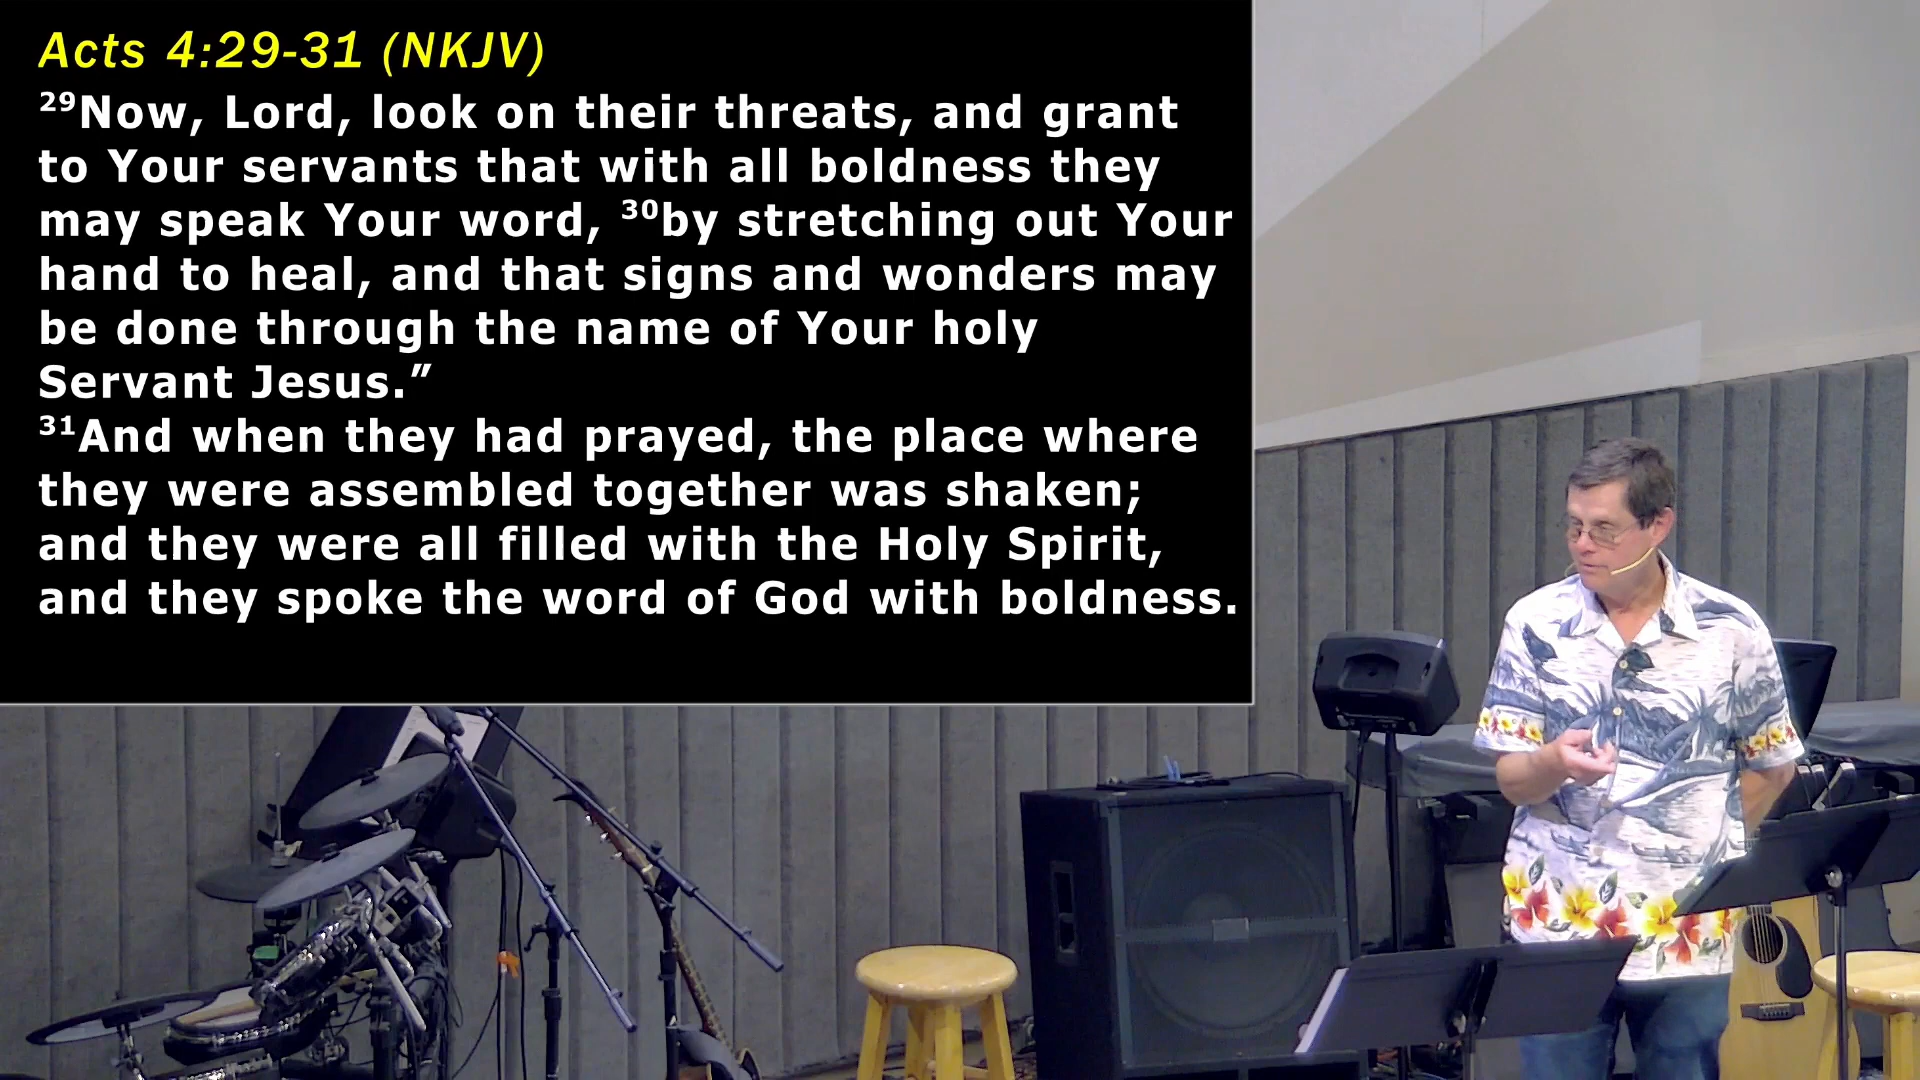 Acts 4:29-31 (NKJV)
²⁹Now, Lord, look on their threats, and grant
to Your servants that with all boldness they
may speak Your word, ³⁰by stretching out Your
hand to heal, and that signs and wonders may
be done through the name of Your holy
Servant Jesus.”
³¹And when they had prayed, the place where
they were assembled together was shaken;
and they were all filled with the Holy Spirit,
and they spoke the word of God with boldness.